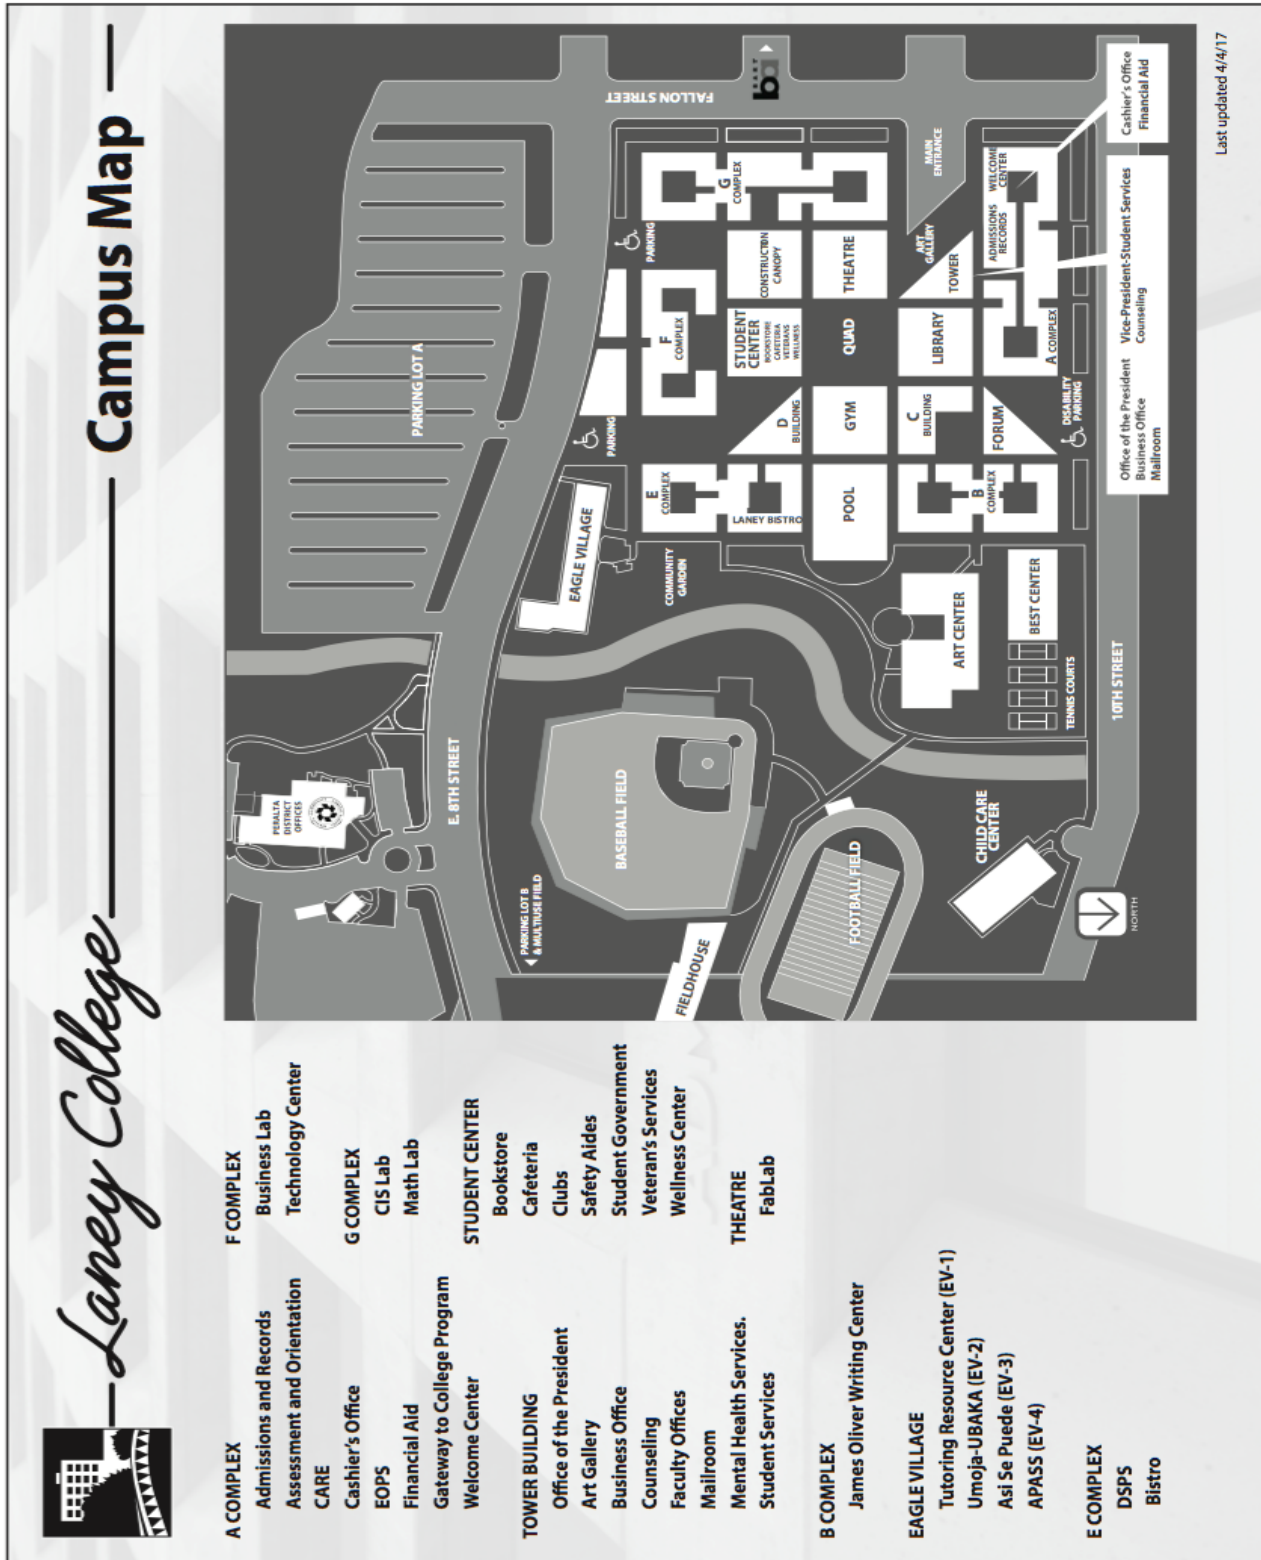 Laney College
Campus Map
A COMPLEX
Admissions and Records
Assessment and Orientation
CARE
Cashier's Office
EOPS
Financial Aid
Gateway to College Program
Welcome Center
TOWER BUILDING
Office of the President
Art Gallery
Business Office
Counseling
Faculty Offices
Mailroom
Mental Health Services.
Student Services
B COMPLEX
James Oliver Writing Center
EAGLE VILLAGE
Tutoring Resource Center (EV-1)
Umoja-UBAKA (EV-2)
Asi Se Puede (EV-3)
APASS (EV-4)
E COMPLEX
DSPS
Bistro
F COMPLEX
Business Lab
Technology Center
G COMPLEX
CIS Lab
Math Lab
STUDENT CENTER
Bookstore
Cafeteria
Clubs
Safety Aides
Student Government
Veteran's Services
Wellness Center
THEATRE
FabLab
PERALTA
DISTRICT
OFFICES
PARKING LOT A
E. 8TH STREET
FALLON STREET
BART
ba
PARKING LOT B
& MULTIUSE FIELD
EAGLE VILLAGE
PARKING
PARKING
BASEBALL FIELD
COMMUNITY
GARDEN
E
COMPLEX
LANEY BISTRO
F
COMPLEX
G
COMPLEX
D
BUILDING
STUDENT
CENTER
BOOKSTORE
CAFETERIA
VETERANS
WELLNESS
CONSTRUCTION
CANOPY
FIELDHOUSE
FOOTBALL FIELD
POOL
GYM
QUAD
THEATRE
ART
GALLERY
MAIN
ENTRANCE
C
BUILDING
LIBRARY
TOWER
ART CENTER
B
COMPLEX
FORUM
ADMISSIONS
RECORDS
WELCOME
CENTER
A COMPLEX
CHILD CARE
CENTER
BEST CENTER
TENNIS COURTS
DISABILITY
PARKING
10TH STREET
NORTH
Office of the President
Business Office
Mailroom
Vice-President-Student Services
Counseling
Cashier's Office
Financial Aid
Last updated 4/4/17